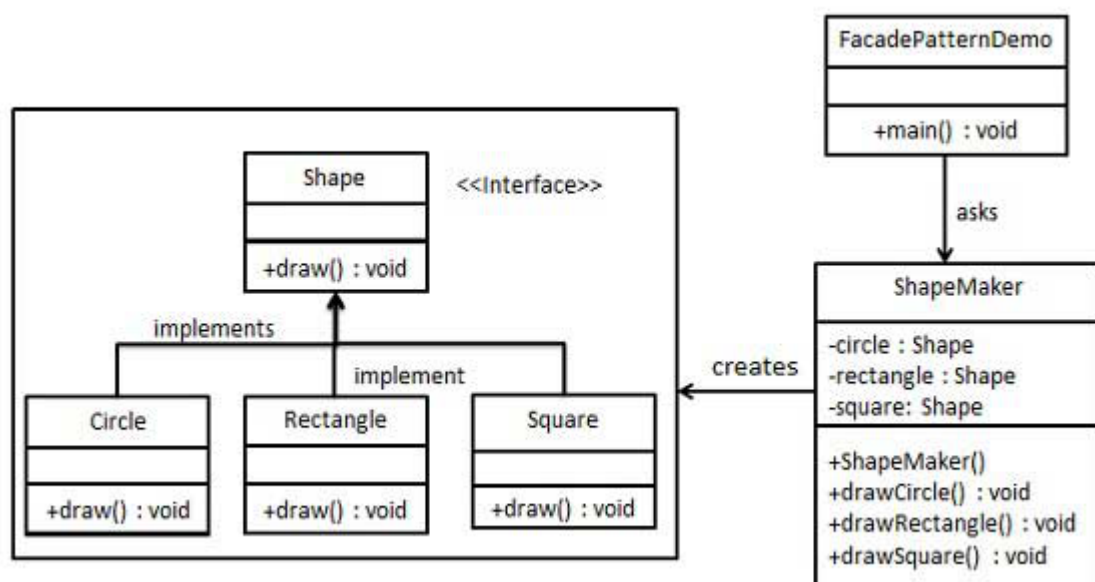 FacadePatternDemo
+main() : void
asks
Shape
<<Interface>>
+draw() : void
implements
implement
Circle
+draw() : void
Rectangle
+draw() : void
Square
+draw() : void
creates
ShapeMaker
-circle : Shape
-rectangle : Shape
-square: Shape
+ShapeMaker()
+drawCircle() : void
+drawRectangle() : void
+drawSquare() : void